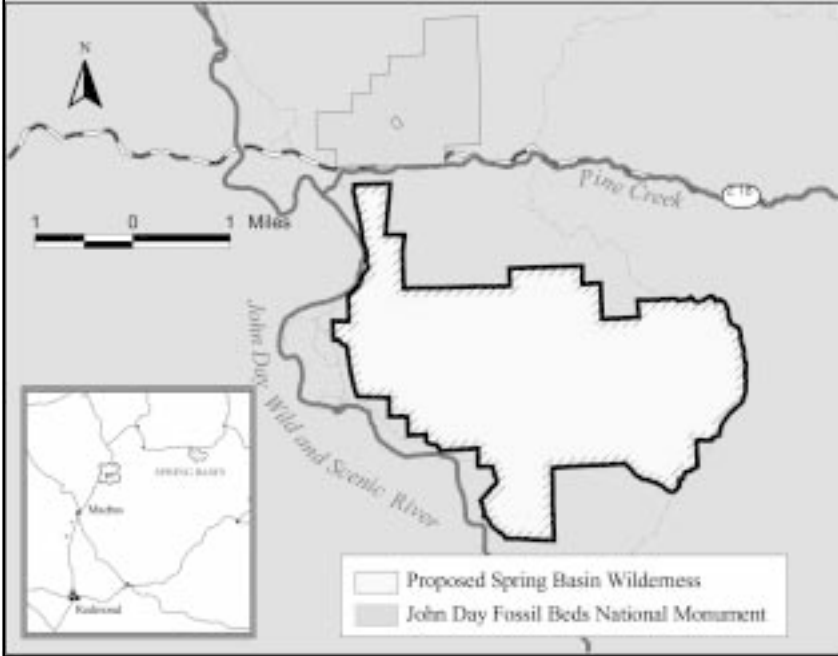 N
1 0 1 Miles
Pine Creek
John Day Wild and Scenic River
SPRING BASIN
Madras
Redmond
Proposed Spring Basin Wilderness
John Day Fossil Beds National Monument